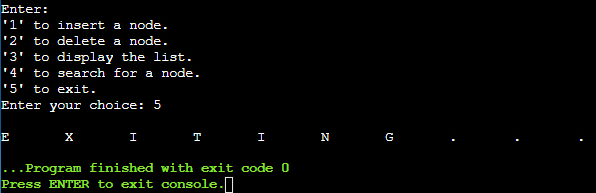 Enter:
'1' to insert a node.
'2' to delete a node.
'3' to display the list.
'4' to search for a node.
'5' to exit.
Enter your choice: 5
E X I T I N G . . .
...Program finished with exit code 0
Press ENTER to exit console.